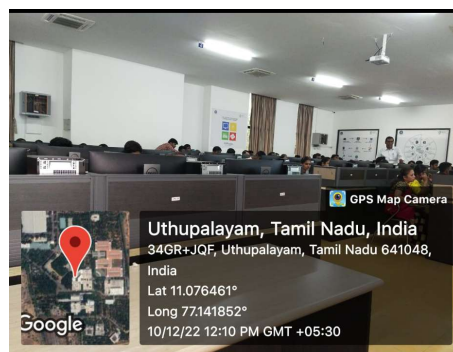 GPS Map Camera
Uthupalayam, Tamil Nadu, India
34GR+JQF, Uthupalayam, Tamil Nadu 641048,
India
Lat 11.076461°
Long 77.141852°
10/12/22 12:10 PM GMT +05:30
Google